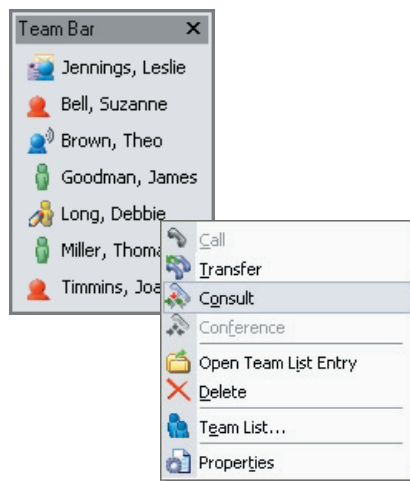 Team Bar
Jennings, Leslie
Bell, Suzanne
Brown, Theo
Goodman, James
Long, Debbie
Miller, Thoma
Timmins, Joa
Call
Transfer
Consult
Conference
Open Team List Entry
Delete
Team List...
Properties